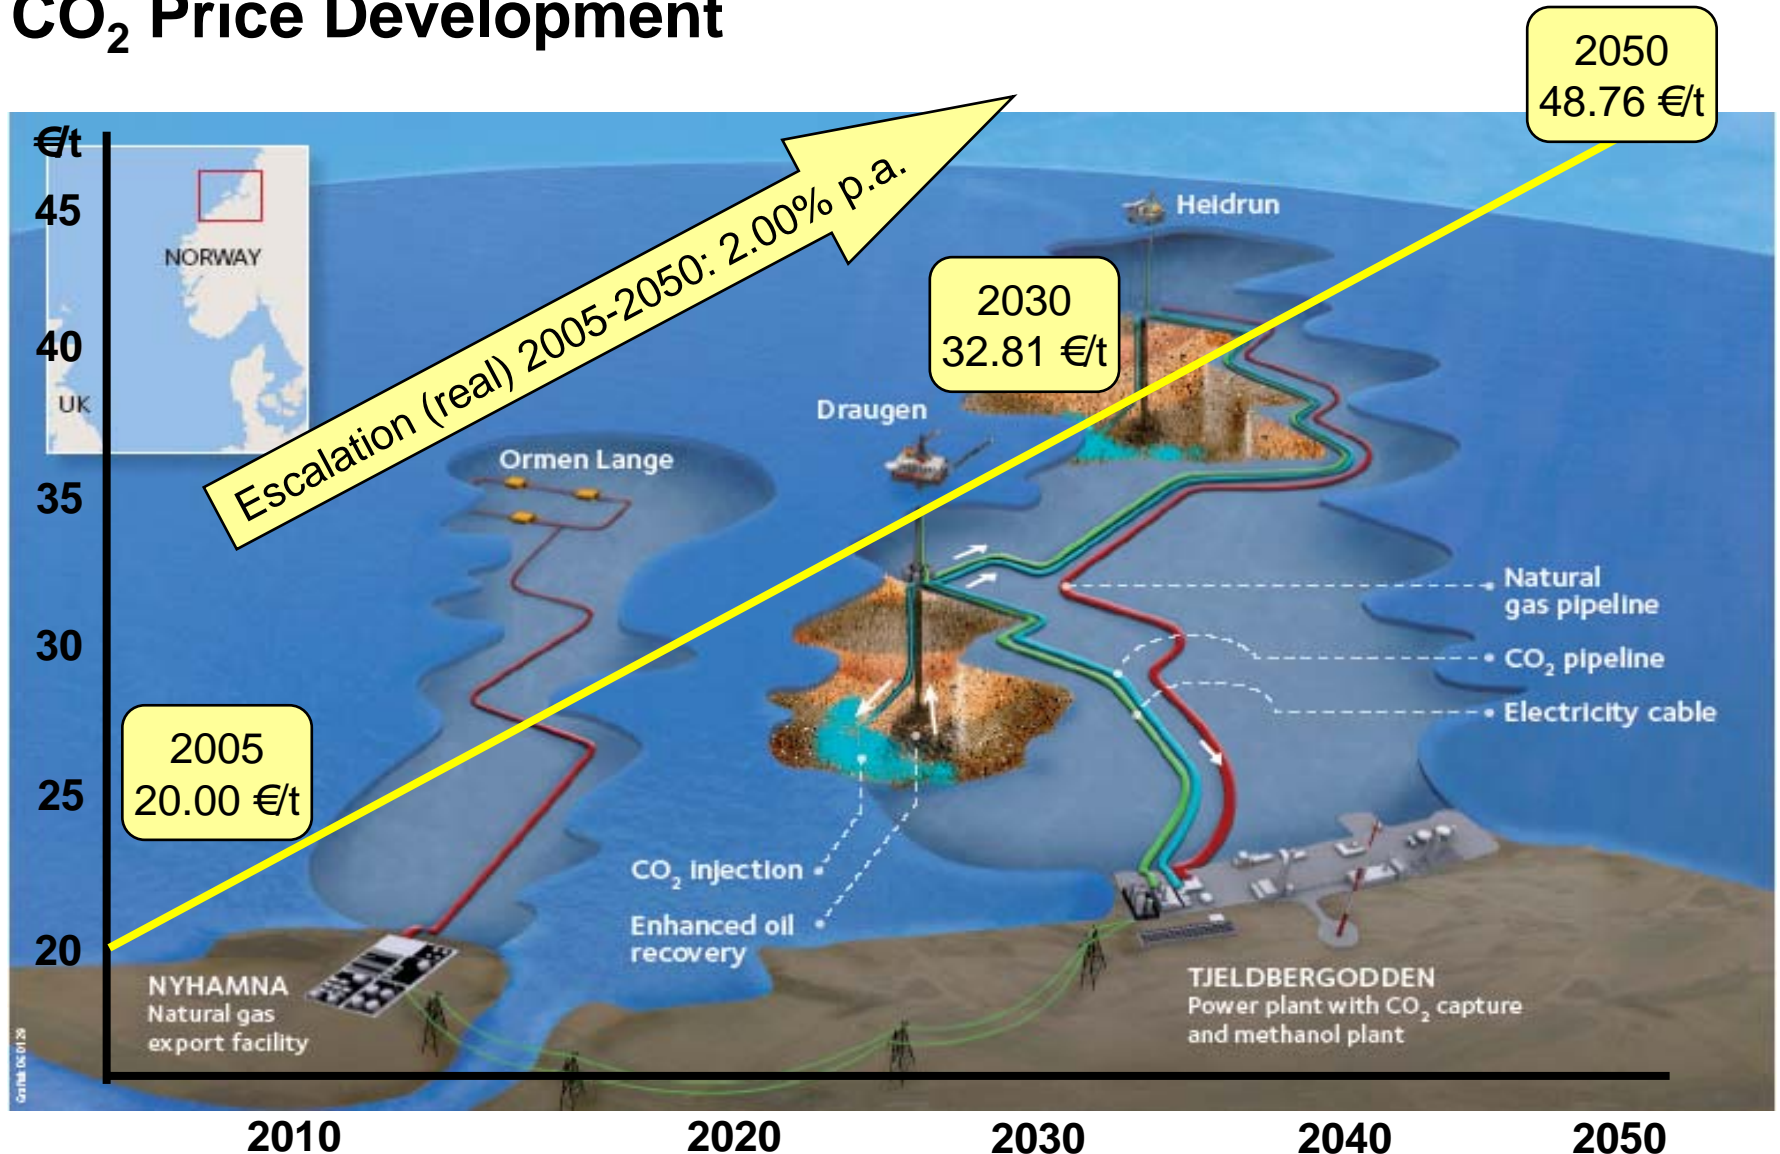 CO₂ Price Development
2050
48.76 €/t
€/t
45
40
35
30
25
20
NORWAY
UK
Escalation (real) 2005-2050: 2.00% p.a.
Heidrun
2030
32.81 €/t
Draugen
Ormen Lange
Natural
gas pipeline
CO₂ pipeline
Electricity cable
2005
20.00 €/t
CO₂ injection
Enhanced oil
recovery
NYHAMNA
Natural gas
export facility
TJELDBERGODDEN
Power plant with CO₂ capture
and methanol plant
2010
2020
2030
2040
2050